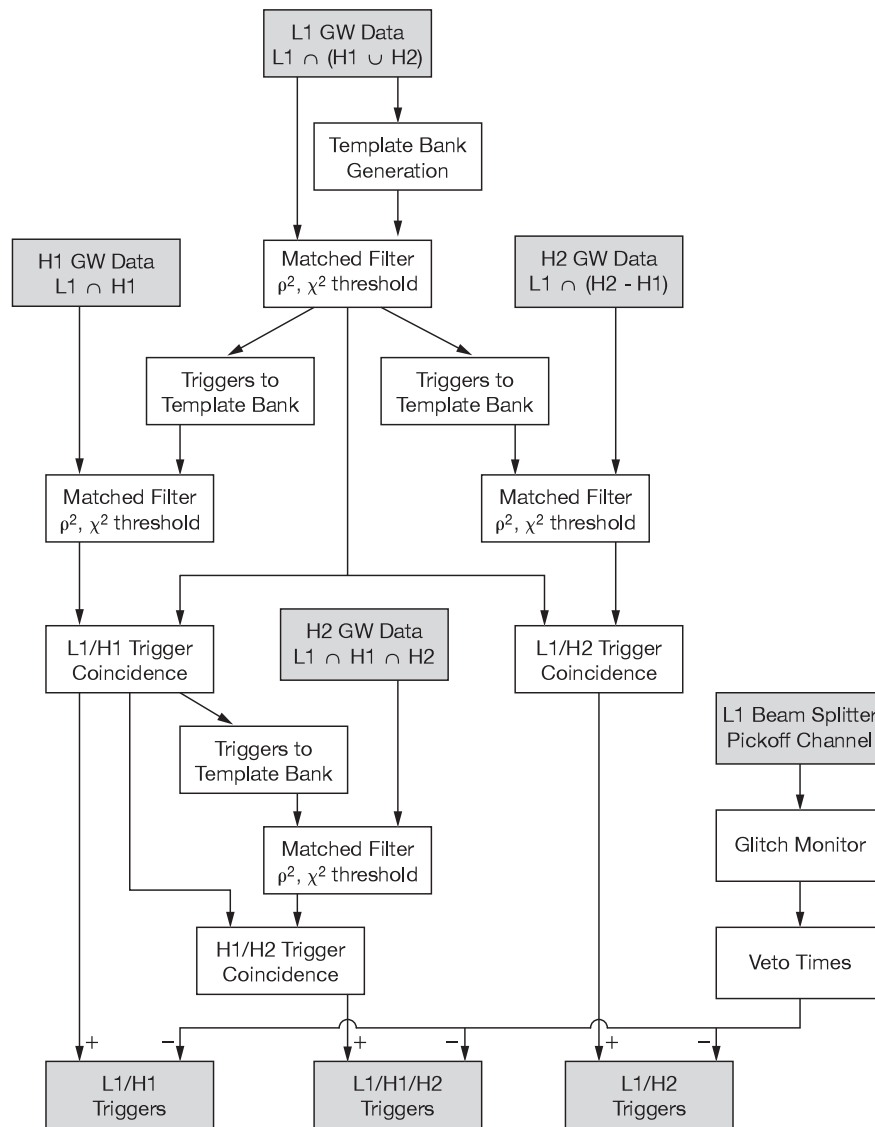 L1 GW Data
L1 ∩ (H1 ∪ H2)
Template Bank
Generation
H1 GW Data
L1 ∩ H1
Matched Filter
ρ², χ² threshold
H2 GW Data
L1 ∩ (H2 - H1)
Triggers to
Template Bank
Triggers to
Template Bank
Matched Filter
ρ², χ² threshold
Matched Filter
ρ², χ² threshold
L1/H1 Trigger
Coincidence
H2 GW Data
L1 ∩ H1 ∩ H2
L1/H2 Trigger
Coincidence
L1 Beam Splitter
Pickoff Channel
Triggers to
Template Bank
Glitch Monitor
Matched Filter
ρ², χ² threshold
H1/H2 Trigger
Coincidence
Veto Times
+ − + − + −
L1/H1
Triggers
L1/H1/H2
Triggers
L1/H2
Triggers